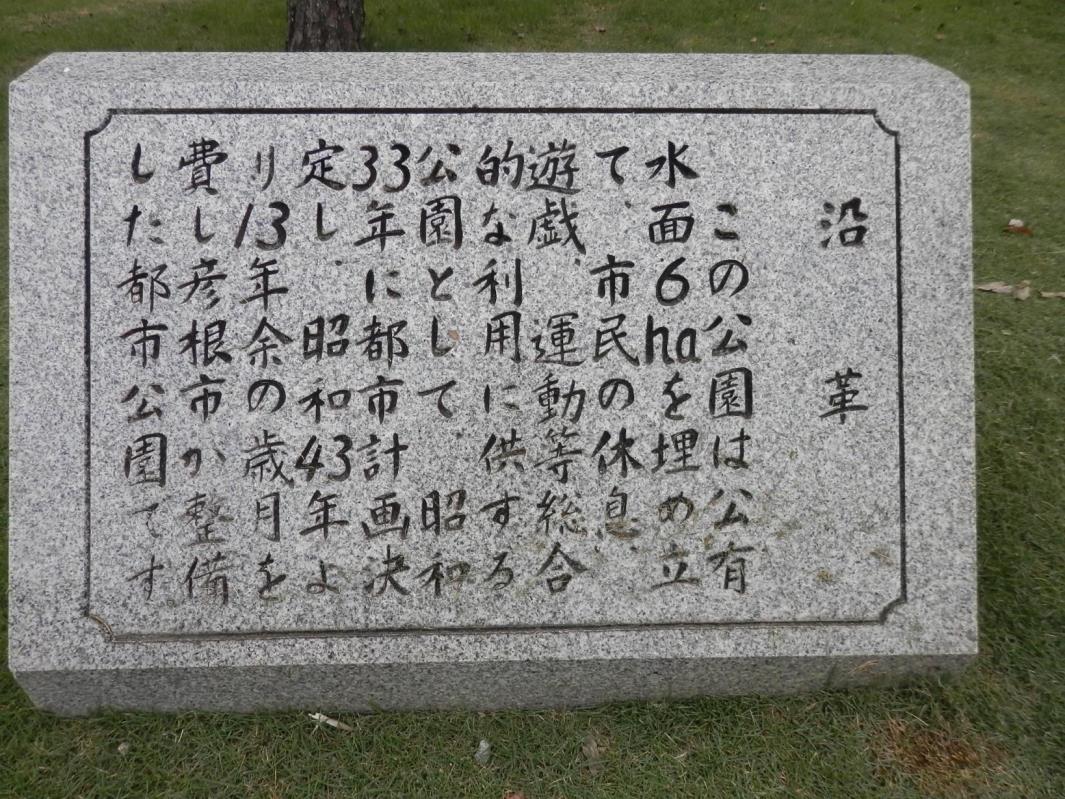 沿革
この公園は公有
水面6haを埋め立
て、市民の休息、
遊戯、運動等総合
的な利用に供する
公園として、昭和
33年に都市計画決
定し、昭和43年よ
り13年余の歳月を
費し彦根市が整備
した都市公園です。